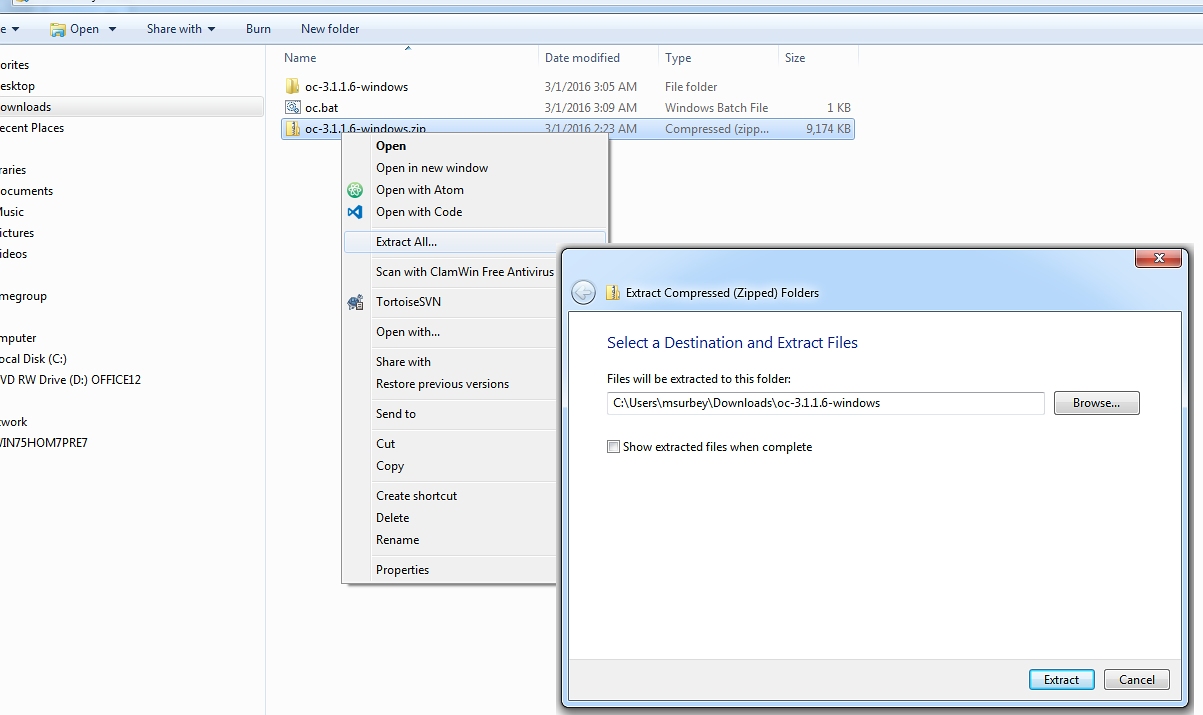 e Open Share with Burn New folder
Name Date modified Type Size
oc-3.1.1.6-windows 3/1/2016 3:05 AM File folder
oc.bat 3/1/2016 3:09 AM Windows Batch File 1 KB
oc-3.1.1.6-windows.zip 3/1/2016 2:23 AM Compressed (zipp... 9,174 KB
orites
esktop
ownloads
ecent Places
raries
ocuments
Music
ictures
ideos
megroup
mputer
ocal Disk (C:)
VD RW Drive (D:) OFFICE12
twork
WIN75HOM7PRE7
Open
Open in new window
Open with Atom
Open with Code
Extract All...
Scan with ClamWin Free Antivirus
TortoiseSVN
Open with...
Share with
Restore previous versions
Send to
Cut
Copy
Create shortcut
Delete
Rename
Properties
Extract Compressed (Zipped) Folders
Select a Destination and Extract Files
Files will be extracted to this folder:
C:\Users\msurbey\Downloads\oc-3.1.1.6-windows Browse...
Show extracted files when complete
Extract Cancel